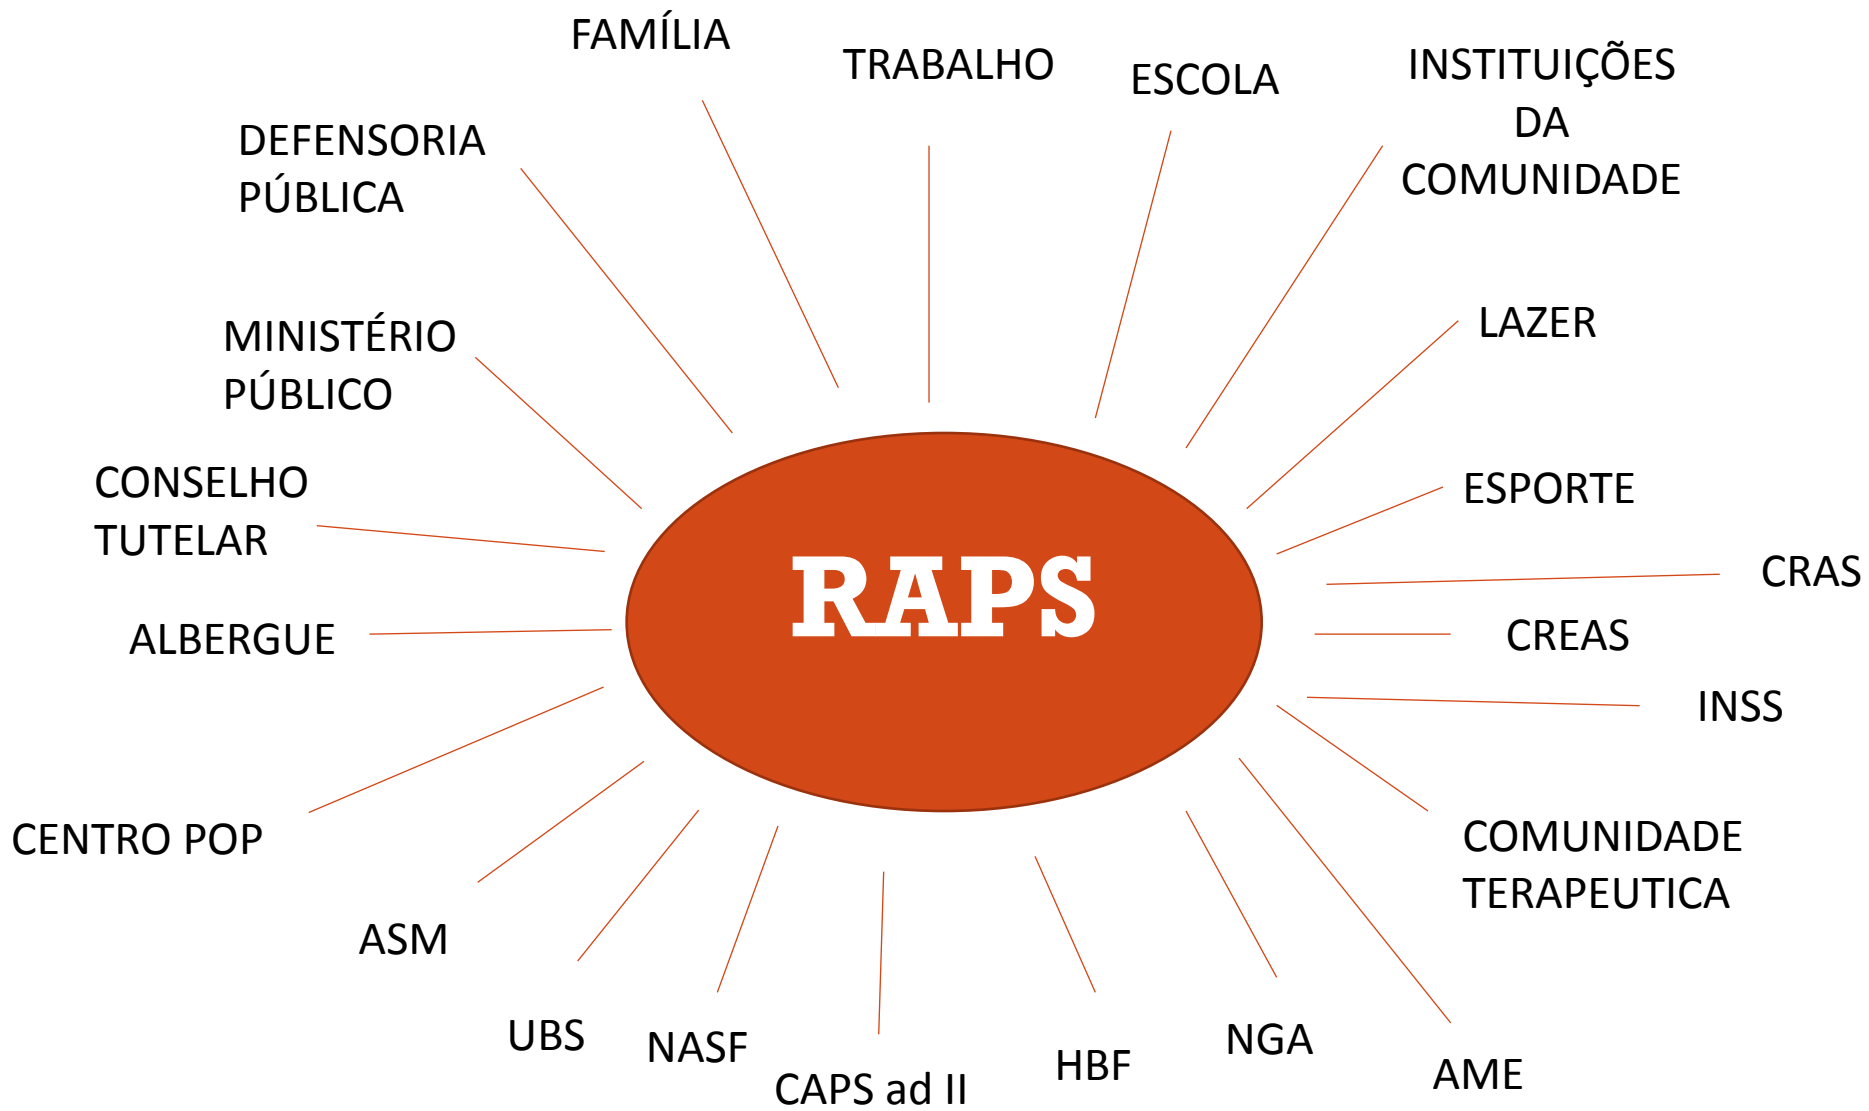 FAMÍLIA
TRABALHO
ESCOLA
INSTITUIÇÕES
DA
COMUNIDADE
DEFENSORIA
PÚBLICA
MINISTÉRIO
PÚBLICO
LAZER
CONSELHO
TUTELAR
ESPORTE
RAPS
CRAS
ALBERGUE
CREAS
INSS
CENTRO POP
COMUNIDADE
TERAPEUTICA
ASM
UBS
NASF
CAPS ad II
HBF
NGA
AME